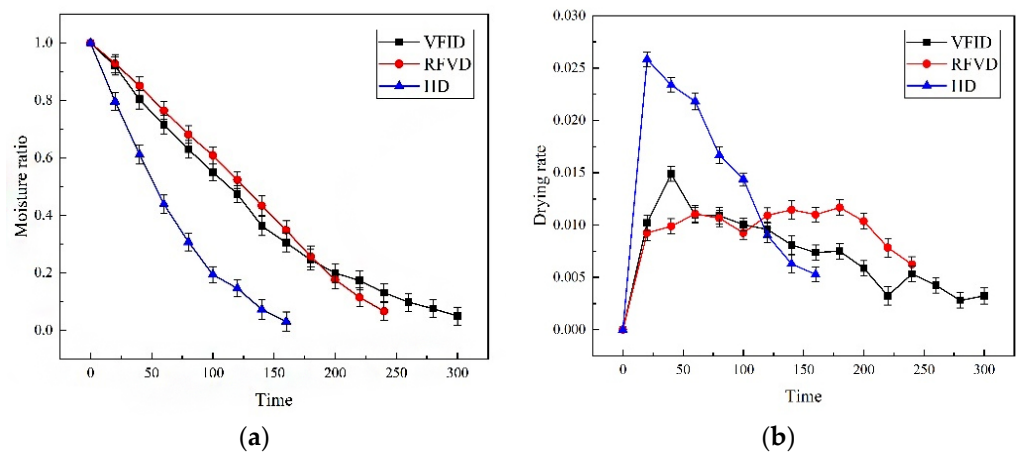 (a)
VFID
RFVD
HD
Moisture ratio
1.0
0.8
0.6
0.4
0.2
0.0
0 50 100 150 200 250 300
Time
(b)
VFID
RFVD
HD
Drying rate
0.030
0.025
0.020
0.015
0.010
0.005
0.000
0 50 100 150 200 250 300
Time
(a)
(b)